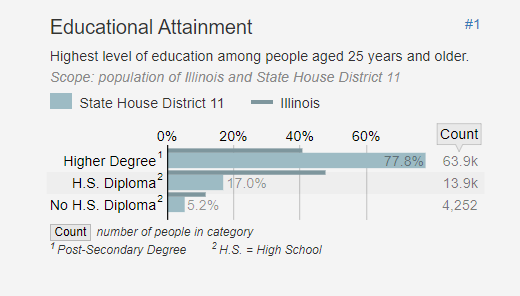 Educational Attainment #1
Highest level of education among people aged 25 years and older.
Scope: population of Illinois and State House District 11
State House District 11 Illinois
0% 20% 40% 60% Count
Higher Degree¹ 77.8% 63.9k
H.S. Diploma² 17.0% 13.9k
No H.S. Diploma² 5.2% 4,252
Count number of people in category
¹ Post-Secondary Degree ² H.S. = High School